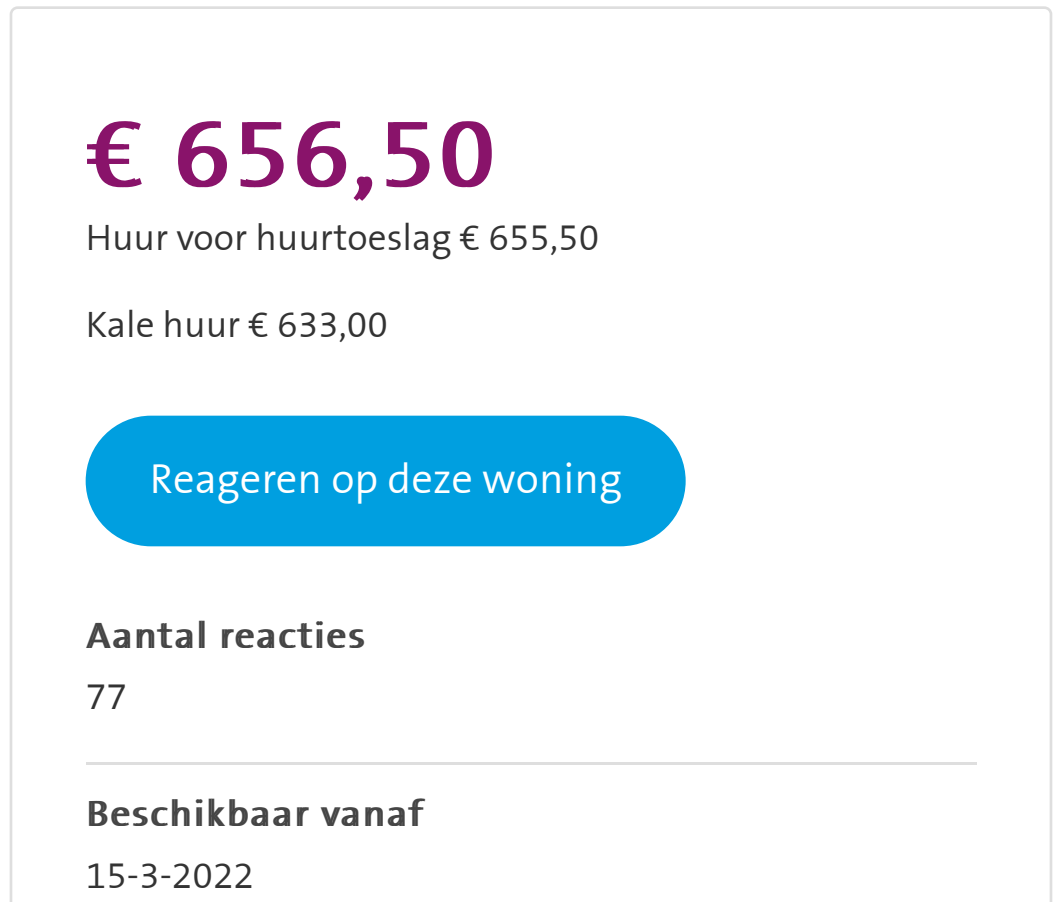 € 656,50
Huur voor huurtoeslag € 655,50
Kale huur € 633,00
Reageren op deze woning
Aantal reacties
77
Beschikbaar vanaf
15-3-2022